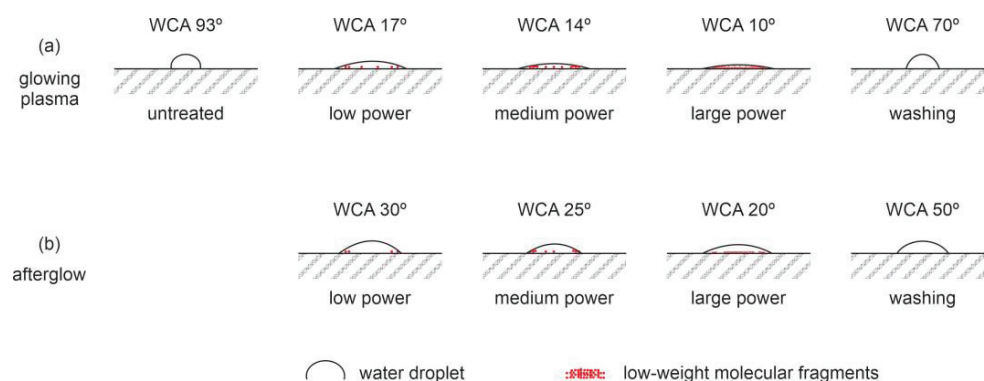 (a)
glowing
plasma
WCA 93º
untreated
WCA 17º
low power
WCA 14º
medium power
WCA 10º
large power
WCA 70º
washing
(b)
afterglow
WCA 30º
low power
WCA 25º
medium power
WCA 20º
large power
WCA 50º
washing
water droplet
low-weight molecular fragments